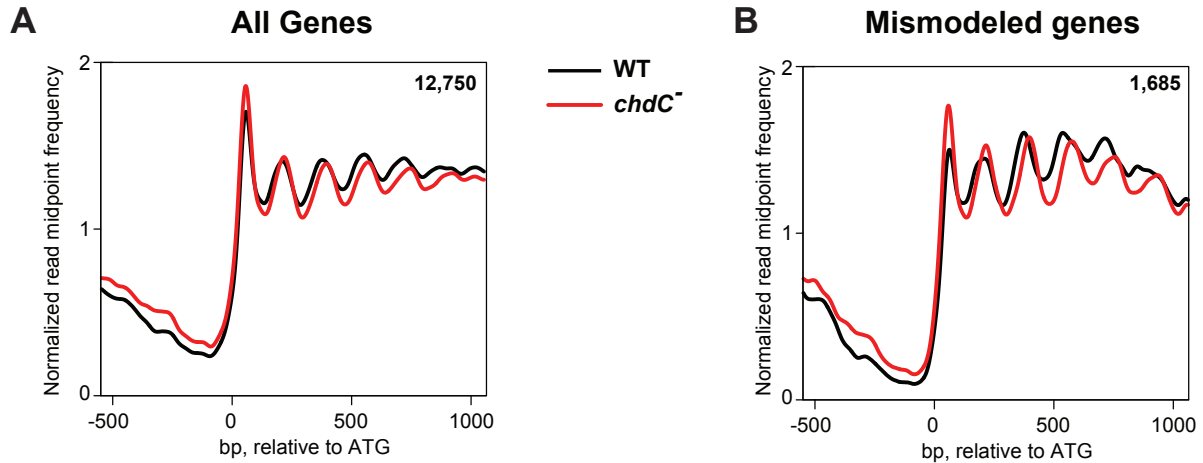 A
All Genes
Normalized read midpoint frequency
2
1
0
12,750
-500
0
500
1000
bp, relative to ATG
WT
chdC-
B
Mismodeled genes
Normalized read midpoint frequency
2
1
0
1,685
-500
0
500
1000
bp, relative to ATG